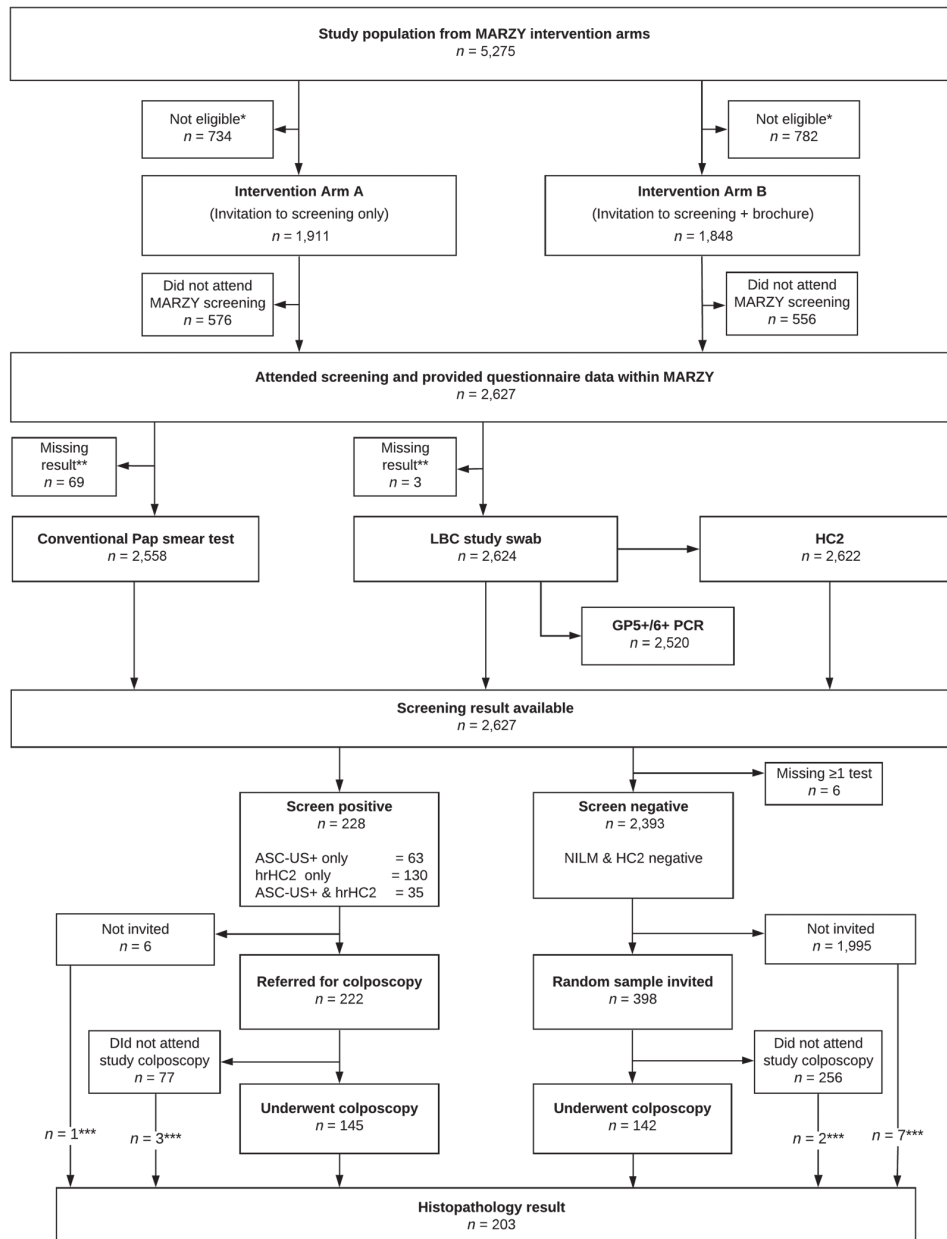 Study population from MARZY intervention arms
n = 5,275
Not eligible*
n = 734
Not eligible*
n = 782
Intervention Arm A
(Invitation to screening only)
n = 1,911
Intervention Arm B
(Invitation to screening + brochure)
n = 1,848
Did not attend
MARZY screening
n = 576
Did not attend
MARZY screening
n = 556
Attended screening and provided questionnaire data within MARZY
n = 2,627
Missing
result**
n = 69
Missing
result**
n = 3
Conventional Pap smear test
n = 2,558
LBC study swab
n = 2,624
HC2
n = 2,622
GP5+/6+ PCR
n = 2,520
Screening result available
n = 2,627
Missing ≥1 test
n = 6
Screen positive
n = 228
ASC-US+ only = 63
hrHC2 only = 130
ASC-US+ & hrHC2 = 35
Screen negative
n = 2,393
NILM & HC2 negative
Not invited
n = 6
Not invited
n = 1,995
Referred for colposcopy
n = 222
Random sample invited
n = 398
DId not attend
study colposcopy
n = 77
Did not attend
study colposcopy
n = 256
Underwent colposcopy
n = 145
Underwent colposcopy
n = 142
n = 1***
n = 3***
n = 2***
n = 7***
Histopathology result
n = 203